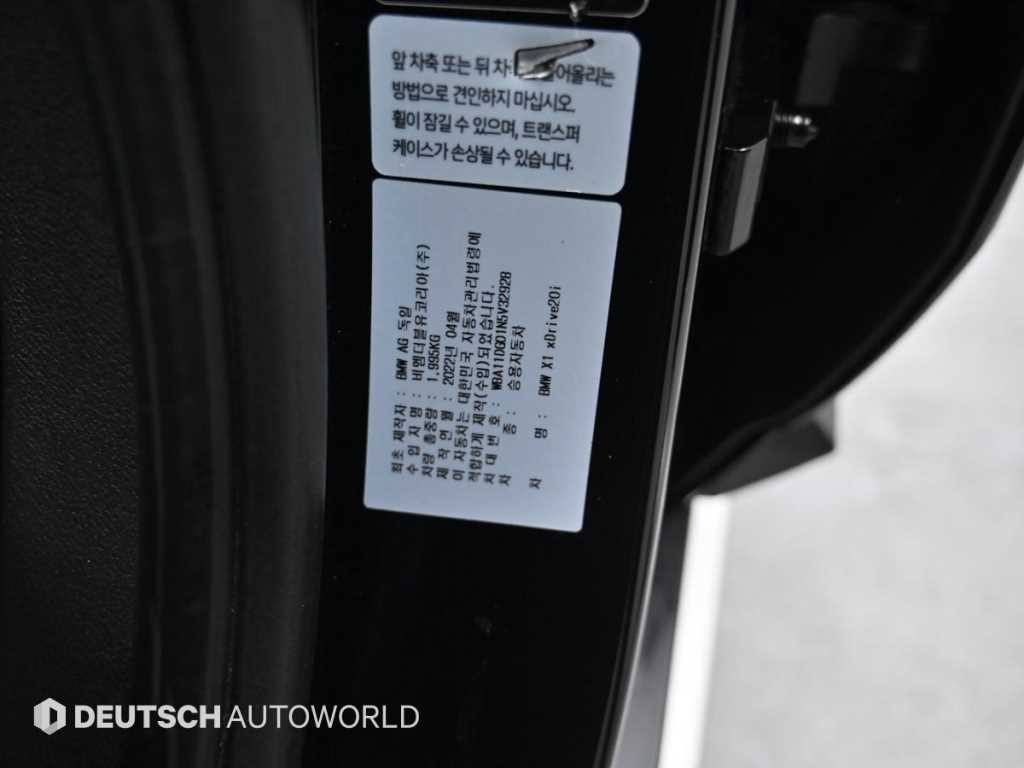 앞 차축 또는 뒤 차 어올리는
방법으로 견인하지 마십시오.
휠이 잠길 수 있으며, 트랜스퍼
케이스가 손상될 수 있습니다.
최초 제작자 : BMW AG 독일
수 입 자 명 : 비엠더블유코리아(주)
차량 총중량 : 1,995KG
제 작 연 월 : 2022년 04월
이 자동차는 대한민국 자동차관리법령에
적합하게 제작(수입)되었습니다.
차 대 번 호 : WBA11DG01N5V32928
차 종 : 승용자동차
차 명 : BMW X1 xDrive20i
DEUTSCH AUTOWORLD